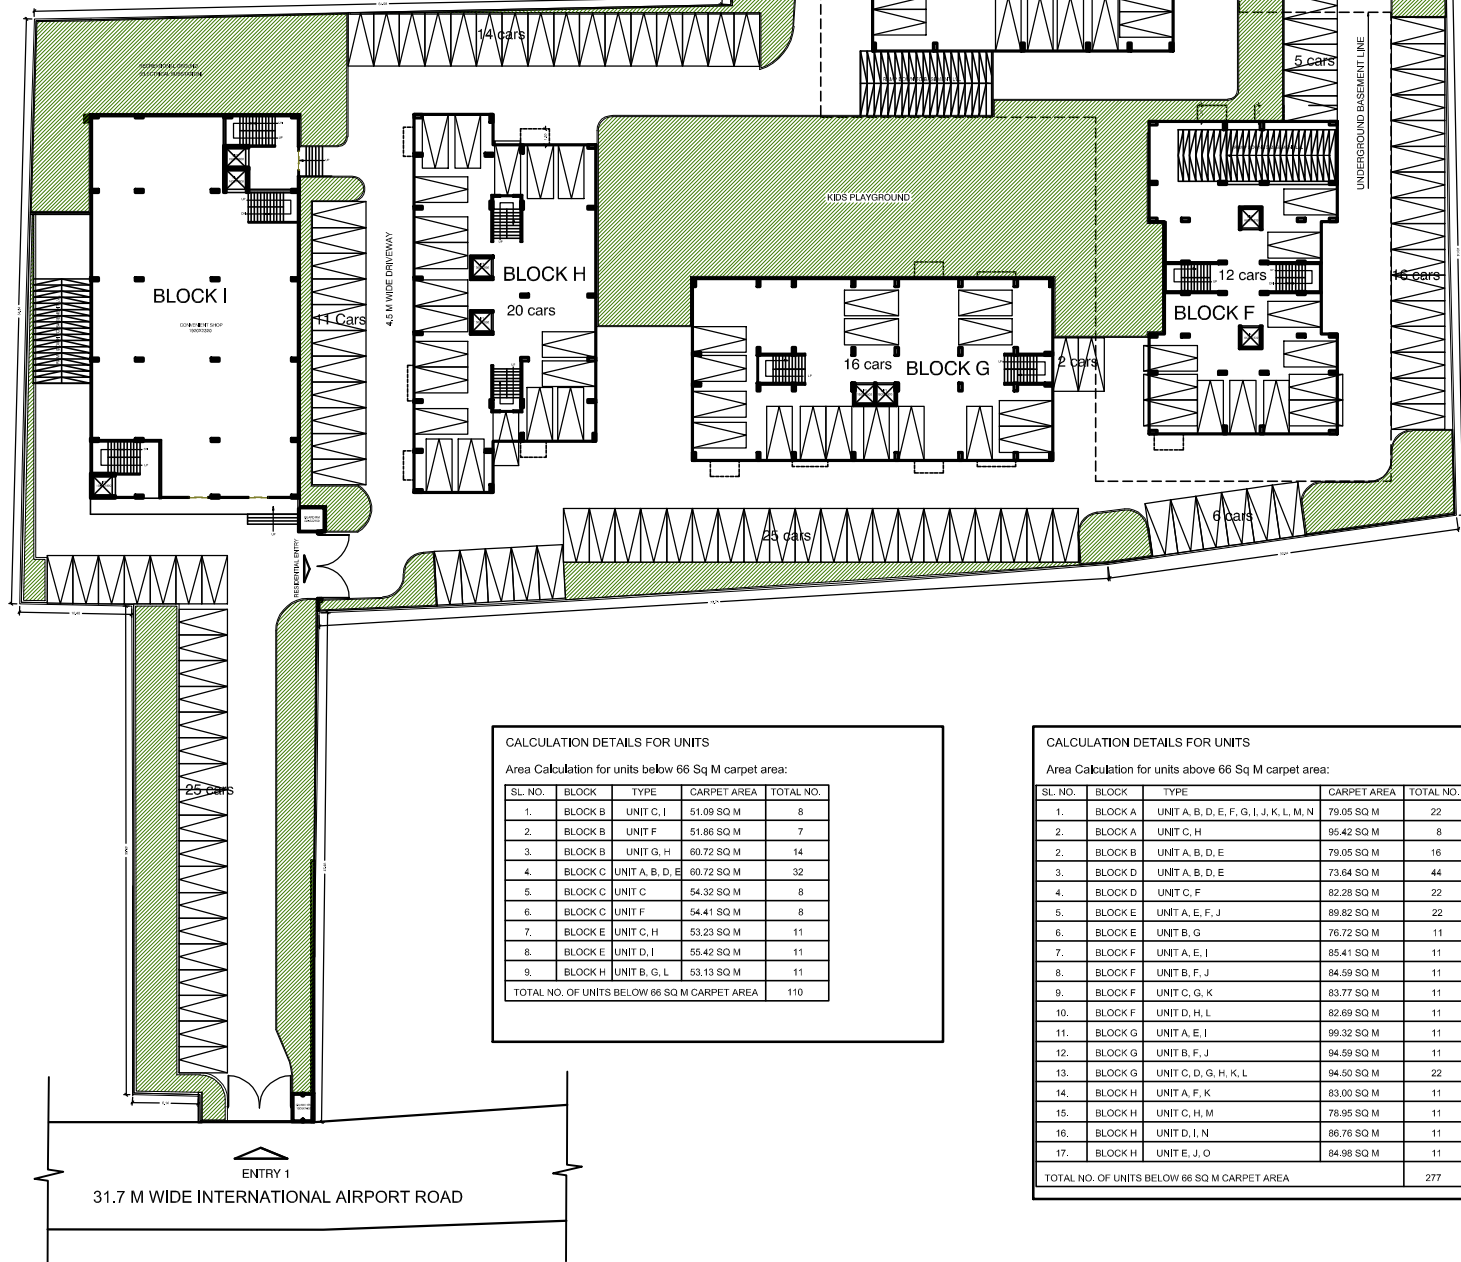 14 cars
5 cars
RECREATIONAL GROUND
ELECTRICAL SUBSTATION
UNDERGROUND BASEMENT LINE
KIDS PLAYGROUND
4.5 M WIDE DRIVEWAY
BLOCK I
CONVENIENT SHOP
11 Cars
BLOCK H
20 cars
16 cars
BLOCK G
2 cars
12 cars
BLOCK F
16 cars
25 cars
6 cars
RESIDENTIAL ENTRY
25 cars
ENTRY 1
31.7 M WIDE INTERNATIONAL AIRPORT ROAD
CALCULATION DETAILS FOR UNITS
Area Calculation for units below 66 Sq M carpet area:
SL. NO. BLOCK TYPE CARPET AREA TOTAL NO.
1. BLOCK B UNIT C, I 51.09 SQ M 8
2. BLOCK B UNIT F 51.86 SQ M 7
3. BLOCK B UNIT G, H 60.72 SQ M 14
4. BLOCK C UNIT A, B, D, E 60.72 SQ M 32
5. BLOCK C UNIT C 54.32 SQ M 8
6. BLOCK C UNIT F 54.41 SQ M 8
7. BLOCK E UNIT C, H 53.23 SQ M 11
8. BLOCK E UNIT D, I 55.42 SQ M 11
9. BLOCK H UNIT B, G, L 53.13 SQ M 11
TOTAL NO. OF UNITS BELOW 66 SQ M CARPET AREA 110
CALCULATION DETAILS FOR UNITS
Area Calculation for units above 66 Sq M carpet area:
SL. NO. BLOCK TYPE CARPET AREA TOTAL NO.
1. BLOCK A UNIT A, B, D, E, F, G, I, J, K, L, M, N 79.05 SQ M 22
2. BLOCK A UNIT C, H 95.42 SQ M 8
2. BLOCK B UNIT A, B, D, E 79.05 SQ M 16
3. BLOCK D UNIT A, B, D, E 73.64 SQ M 44
4. BLOCK D UNIT C, F 82.28 SQ M 22
5. BLOCK E UNIT A, E, F, J 89.82 SQ M 22
6. BLOCK E UNIT B, G 76.72 SQ M 11
7. BLOCK F UNIT A, E, I 85.41 SQ M 11
8. BLOCK F UNIT B, F, J 84.59 SQ M 11
9. BLOCK F UNIT C, G, K 83.77 SQ M 11
10. BLOCK F UNIT D, H, L 82.69 SQ M 11
11. BLOCK G UNIT A, E, I 99.32 SQ M 11
12. BLOCK G UNIT B, F, J 94.59 SQ M 11
13. BLOCK G UNIT C, D, G, H, K, L 94.50 SQ M 22
14. BLOCK H UNIT A, F, K 83.00 SQ M 11
15. BLOCK H UNIT C, H, M 78.95 SQ M 11
16. BLOCK H UNIT D, I, N 86.76 SQ M 11
17. BLOCK H UNIT E, J, O 84.98 SQ M 11
TOTAL NO. OF UNITS BELOW 66 SQ M CARPET AREA 277